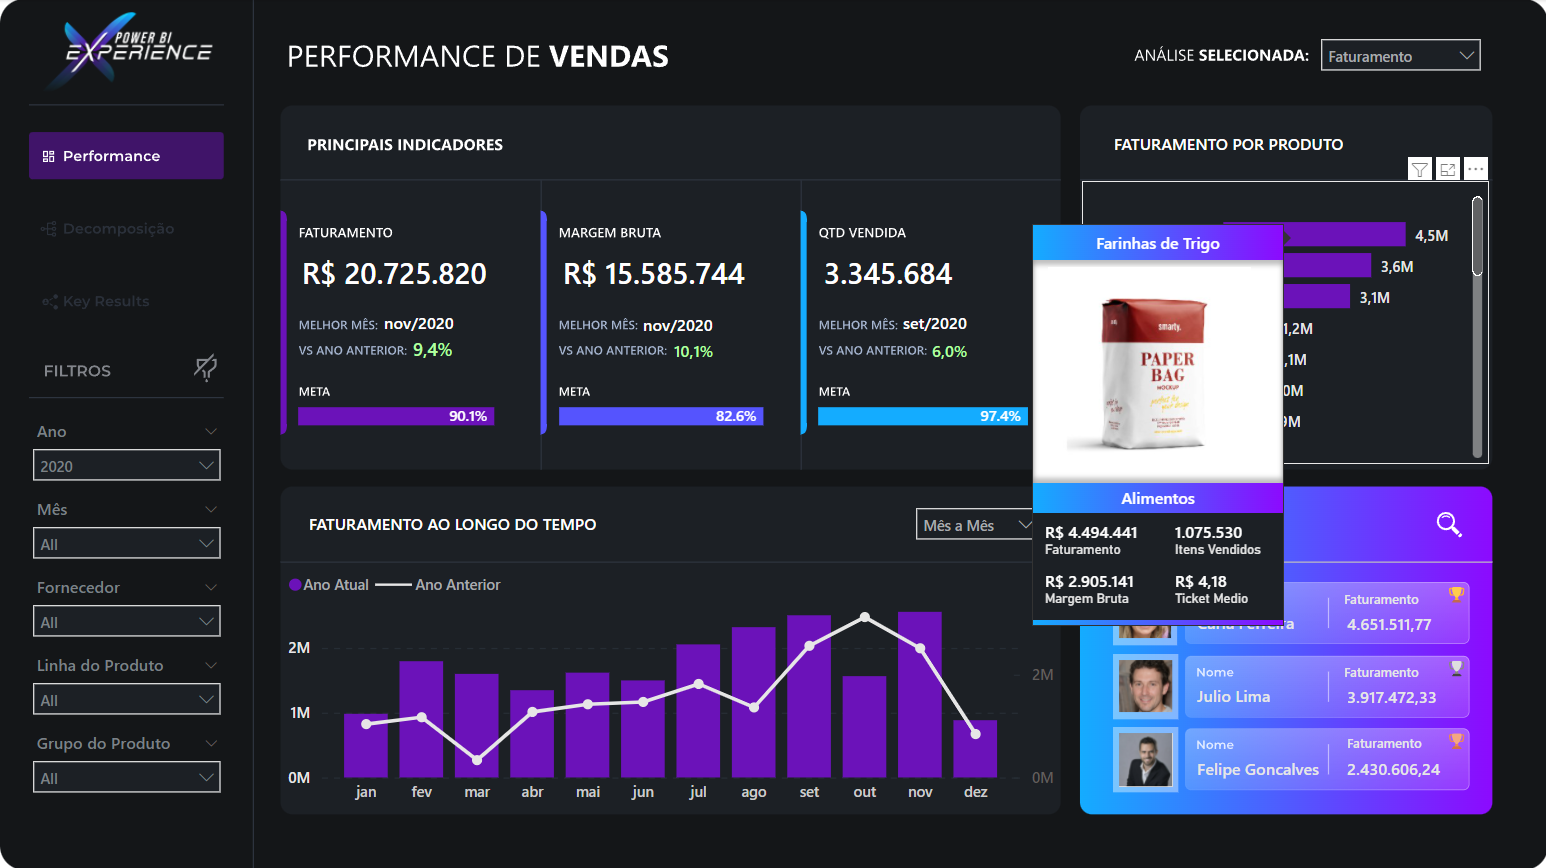 POWER BI
EXPERIENCE
PERFORMANCE DE VENDAS
ANÁLISE SELECIONADA:
Faturamento
Performance
Decomposição
Key Results
FILTROS
Ano
2020
Mês
All
Fornecedor
All
Linha do Produto
All
Grupo do Produto
All
PRINCIPAIS INDICADORES
FATURAMENTO
R$ 20.725.820
MELHOR MÊS: nov/2020
VS ANO ANTERIOR: 9,4%
META
90.1%
MARGEM BRUTA
R$ 15.585.744
MELHOR MÊS: nov/2020
VS ANO ANTERIOR: 10,1%
META
82.6%
QTD VENDIDA
3.345.684
MELHOR MÊS: set/2020
VS ANO ANTERIOR: 6,0%
META
97.4%
FATURAMENTO POR PRODUTO
4,5M
3,6M
3,1M
1,2M
,1M
0M
9M
Farinhas de Trigo
smarty.
PAPER
BAG
MOCKUP
Alimentos
R$ 4.494.441
Faturamento
1.075.530
Itens Vendidos
R$ 2.905.141
Margem Bruta
R$ 4,18
Ticket Medio
FATURAMENTO AO LONGO DO TEMPO
Mês a Mês
Ano Atual
Ano Anterior
2M
1M
0M
2M
0M
jan fev mar abr mai jun jul ago set out nov dez
Faturamento
Carla Ferreira
4.651.511,77
Nome
Faturamento
Julio Lima
3.917.472,33
Nome
Faturamento
Felipe Goncalves
2.430.606,24